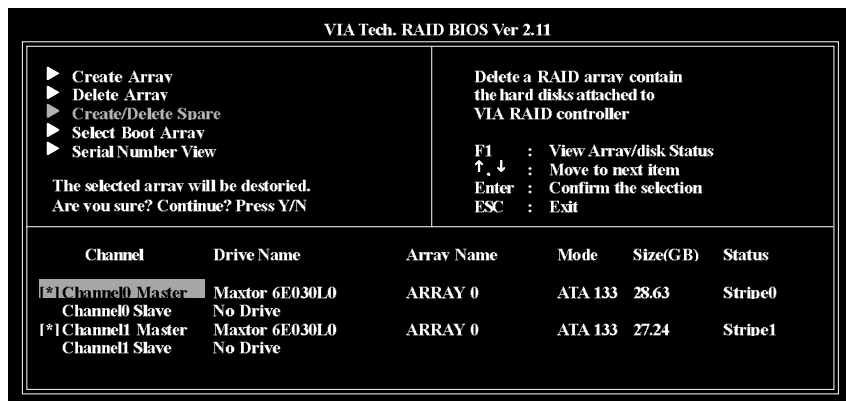 VIA Tech. RAID BIOS Ver 2.11
Create Array
Delete Array
Create/Delete Spare
Select Boot Array
Serial Number View
The selected array will be destoried.
Are you sure? Continue? Press Y/N
Delete a RAID array contain
the hard disks attached to
VIA RAID controller
F1 : View Array/disk Status
↑, ↓ : Move to next item
Enter : Confirm the selection
ESC : Exit
Channel Drive Name Array Name Mode Size(GB) Status
[*] Channel0 Master Maxtor 6E030L0 ARRAY 0 ATA 133 28.63 Stripe0
Channel0 Slave No Drive
[*] Channel1 Master Maxtor 6E030L0 ARRAY 0 ATA 133 27.24 Stripe1
Channel1 Slave No Drive